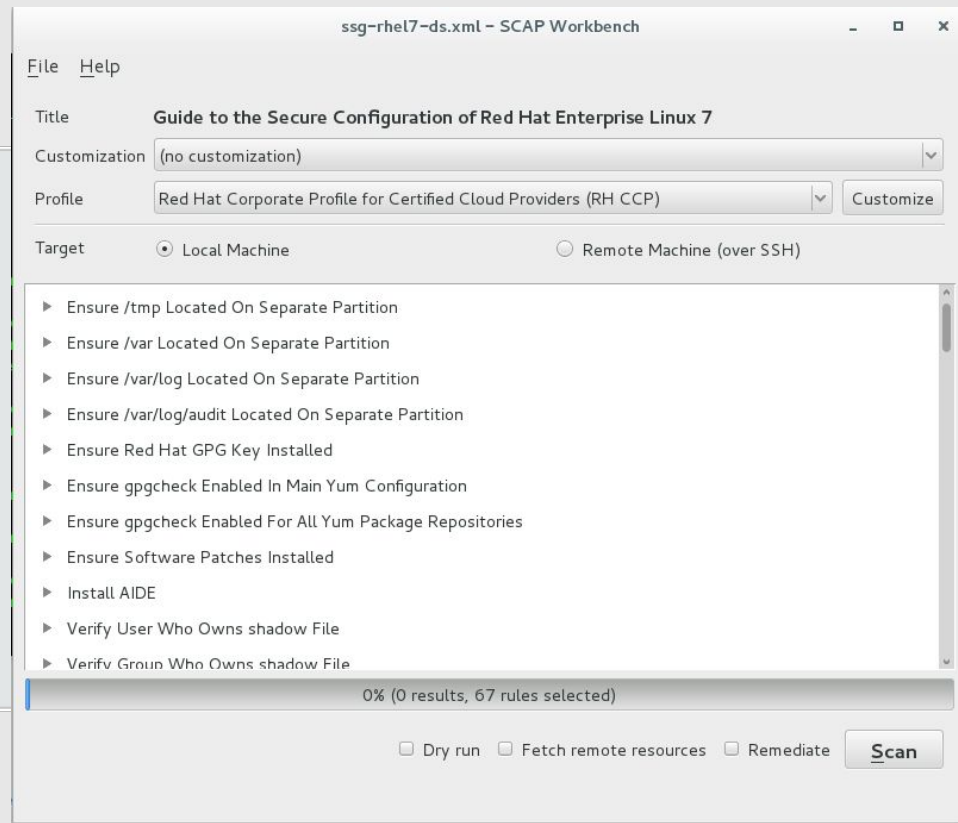 ssg-rhel7-ds.xml – SCAP Workbench
File Help
Title Guide to the Secure Configuration of Red Hat Enterprise Linux 7
Customization (no customization)
Profile Red Hat Corporate Profile for Certified Cloud Providers (RH CCP) Customize
Target Local Machine Remote Machine (over SSH)
Ensure /tmp Located On Separate Partition
Ensure /var Located On Separate Partition
Ensure /var/log Located On Separate Partition
Ensure /var/log/audit Located On Separate Partition
Ensure Red Hat GPG Key Installed
Ensure gpgcheck Enabled In Main Yum Configuration
Ensure gpgcheck Enabled For All Yum Package Repositories
Ensure Software Patches Installed
Install AIDE
Verify User Who Owns shadow File
Verify Group Who Owns shadow File
0% (0 results, 67 rules selected)
Dry run Fetch remote resources Remediate Scan